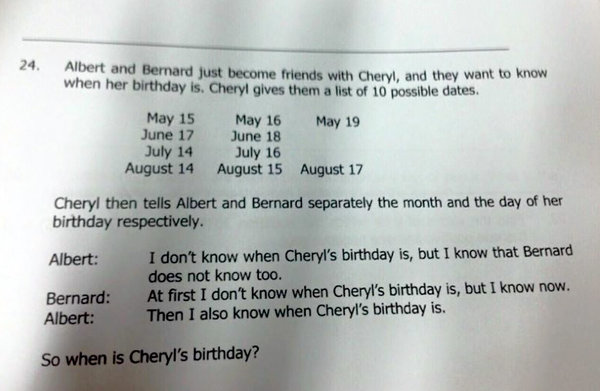 24. Albert and Bernard just become friends with Cheryl, and they want to know
when her birthday is. Cheryl gives them a list of 10 possible dates.
May 15 May 16 May 19
June 17 June 18
July 14 July 16
August 14 August 15 August 17
Cheryl then tells Albert and Bernard separately the month and the day of her
birthday respectively.
Albert: I don't know when Cheryl's birthday is, but I know that Bernard
does not know too.
Bernard: At first I don't know when Cheryl's birthday is, but I know now.
Albert: Then I also know when Cheryl's birthday is.
So when is Cheryl's birthday?